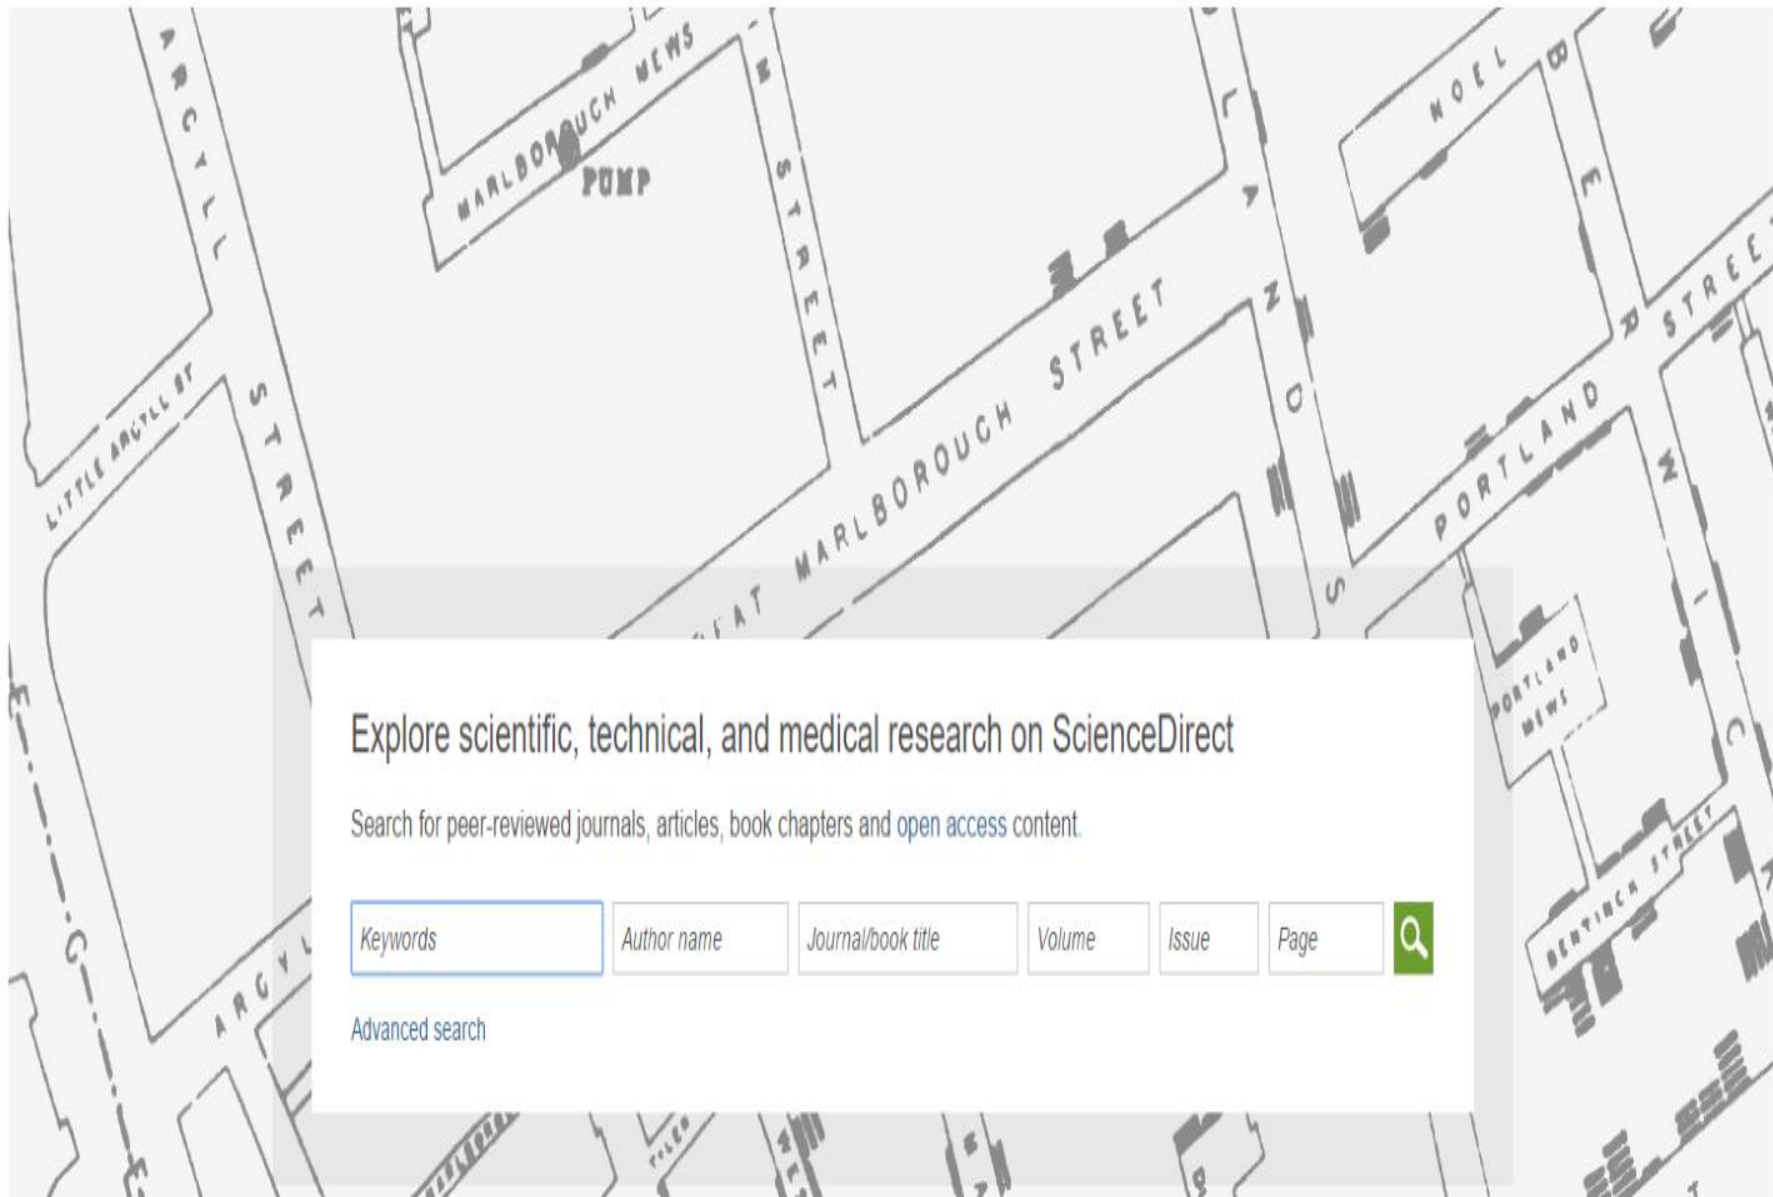 ARGYLL STREET
MARLBOROUGH MEWS
PUMP
STREET
NOEL
GREAT MARLBOROUGH STREET
LITTLE ARGYLL ST
PORTLAND STREET
BERWICK
PORTLAND
MEWS
BENTINCK STREET
Explore scientific, technical, and medical research on ScienceDirect
Search for peer-reviewed journals, articles, book chapters and open access content.
Keywords Author name Journal/book title Volume Issue Page
Advanced search